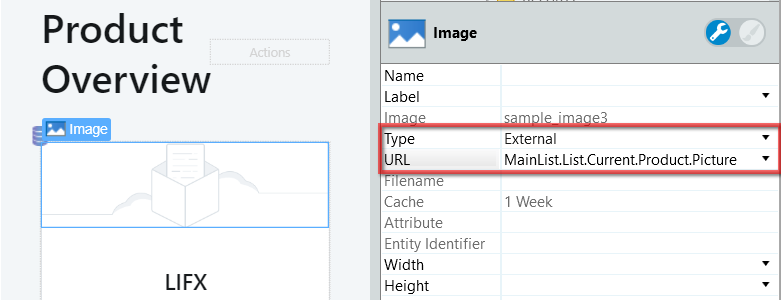 Product
Overview
Actions
Image
LIFX
Image
Name
Label
Image sample_image3
Type External
URL MainList.List.Current.Product.Picture
Filename
Cache 1 Week
Attribute
Entity Identifier
Width
Height